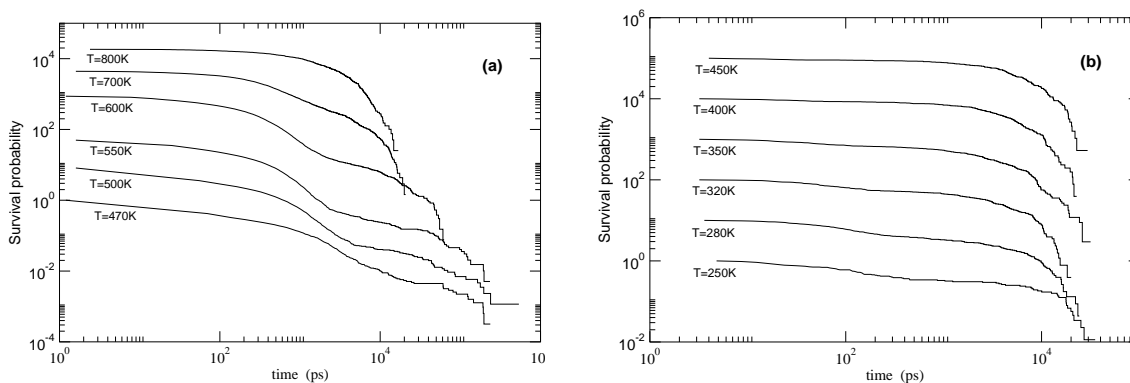 (a)
Survival probability
10^4
10^2
10^0
10^-2
10^-4
T=800K
T=700K
T=600K
T=550K
T=500K
T=470K
10^0
10^2
10^4
10
time (ps)
(b)
Survival probability
10^6
10^4
10^2
10^0
10^-2
T=450K
T=400K
T=350K
T=320K
T=280K
T=250K
10^0
10^2
10^4
time (ps)